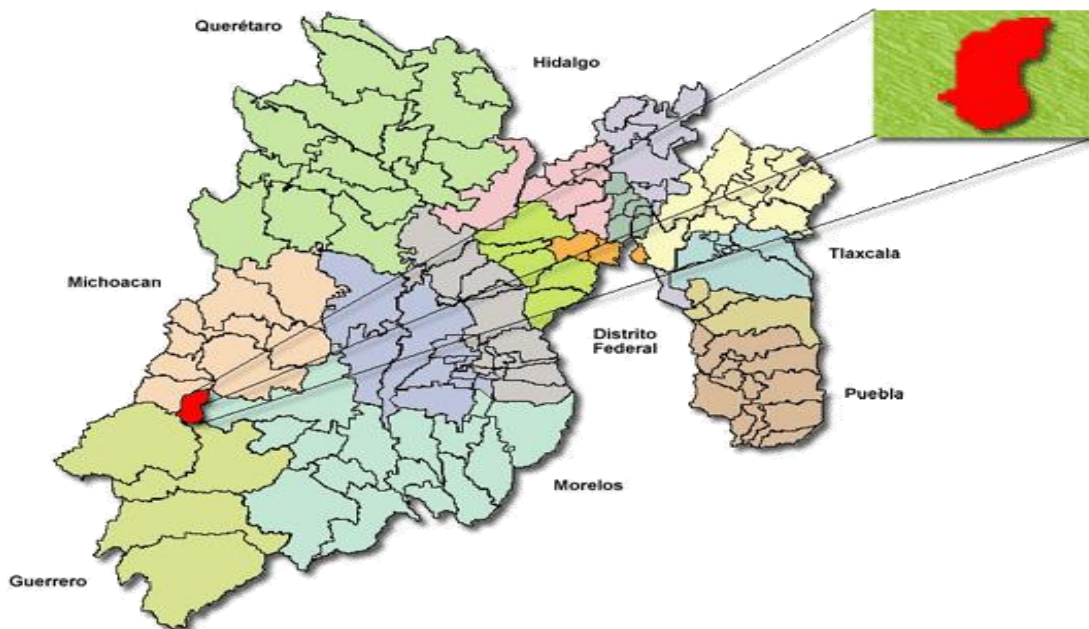 Querétaro
Hidalgo
Michoacan
Tlaxcala
Distrito
Federal
Puebla
Morelos
Guerrero